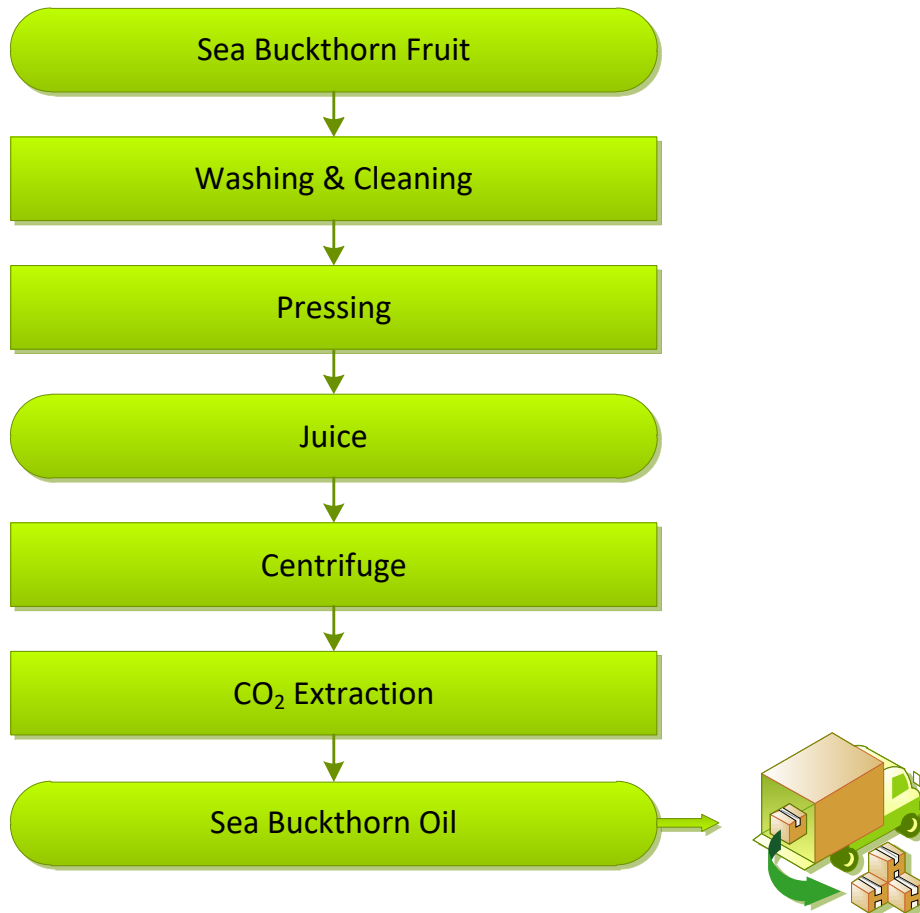 Sea Buckthorn Fruit
Washing & Cleaning
Pressing
Juice
Centrifuge
CO₂ Extraction
Sea Buckthorn Oil